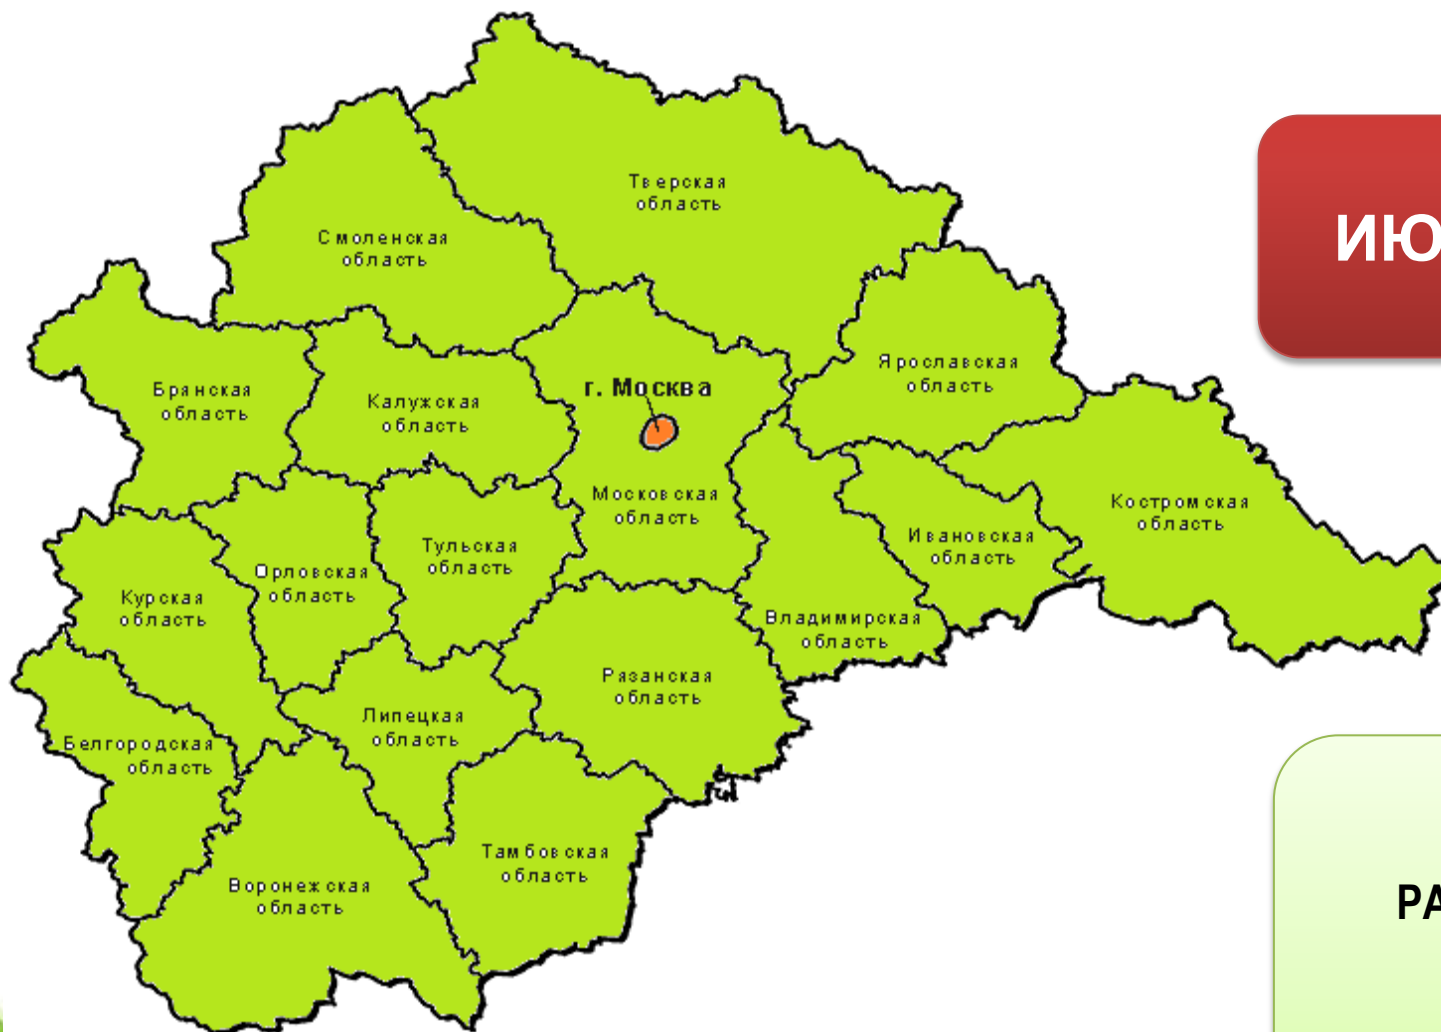 Тверская
область
Смоленская
область
ИЮ
Ярославская
область
Брянская
область
г. Москва
Калужская
область
Московская
область
Костромская
область
Ивановская
область
Тульская
область
Орловская
область
Курская
область
Владимирская
область
Рязанская
область
Липецкая
область
Белгородская
область
Тамбовская
область
Воронежская
область
РА